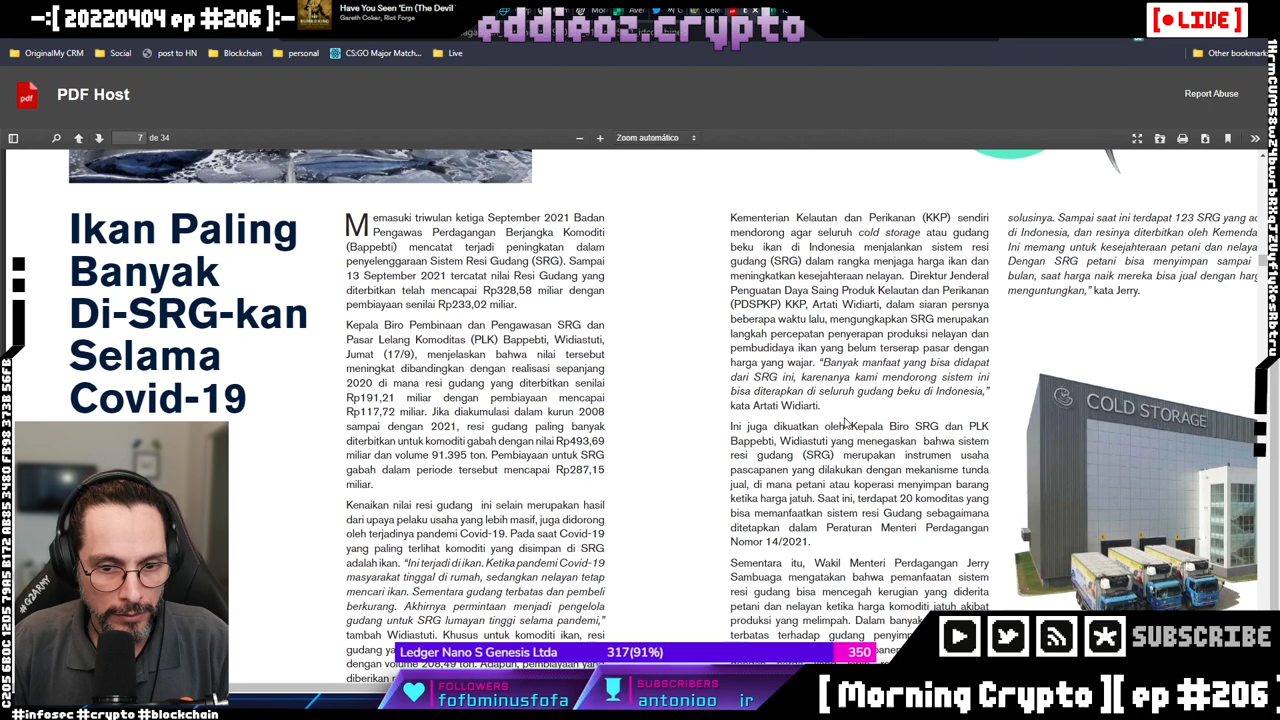 -:[ 20220404 ep #206 ]:-
Have You Seen 'Em (The Devil
Gareth Coker, Riot Forge
eddieoz.crypto
[● LIVE]
OriginalMy CRM
Social
post to HN
Blockchain
personal
CS:GO Major Match...
Live
Other bookmark
pdf
PDF Host
Report Abuse
7 de 34
Zoom automático
Ikan Paling
Banyak
Di-SRG-kan
Selama
Covid-19
Memasuki triwulan ketiga September 2021 Badan
Pengawas Perdagangan Berjangka Komoditi
(Bappebti) mencatat terjadi peningkatan dalam
penyelenggaraan Sistem Resi Gudang (SRG). Sampai
13 September 2021 tercatat nilai Resi Gudang yang
diterbitkan telah mencapai Rp328,58 miliar dengan
pembiayaan senilai Rp233,02 miliar.
Kepala Biro Pembinaan dan Pengawasan SRG dan
Pasar Lelang Komoditas (PLK) Bappebti, Widiastuti,
Jumat (17/9), menjelaskan bahwa nilai tersebut
meningkat dibandingkan dengan realisasi sepanjang
2020 di mana resi gudang yang diterbitkan senilai
Rp191,21 miliar dengan pembiayaan mencapai
Rp117,72 miliar. Jika diakumulasi dalam kurun 2008
sampai dengan 2021, resi gudang paling banyak
diterbitkan untuk komoditi gabah dengan nilai Rp493,69
miliar dan volume 91.395 ton. Pembiayaan untuk SRG
gabah dalam periode tersebut mencapai Rp287,15
miliar.
Kenaikan nilai resi gudang ini selain merupakan hasil
dari upaya pelaku usaha yang lebih masif, juga didorong
oleh terjadinya pandemi Covid-19. Pada saat Covid-19
yang paling terlihat komoditi yang disimpan di SRG
adalah ikan. “Ini terjadi di ikan. Ketika pandemi Covid-19
masyarakat tinggal di rumah, sedangkan nelayan tetap
mencari ikan. Sementara gudang terbatas dan pembeli
berkurang. Akhirnya permintaan menjadi pengelola
gudang untuk SRG lumayan tinggi selama pandemi,”
tambah Widiastuti. Khusus untuk komoditi ikan, resi
gudang ya
dengan volume 208,49 ton. Adapun, pembiayaan yang
diberikan
Kementerian Kelautan dan Perikanan (KKP) sendiri
mendorong agar seluruh cold storage atau gudang
beku ikan di Indonesia menjalankan sistem resi
gudang (SRG) dalam rangka menjaga harga ikan dan
meningkatkan kesejahteraan nelayan. Direktur Jenderal
Penguatan Daya Saing Produk Kelautan dan Perikanan
(PDSPKP) KKP, Artati Widiarti, dalam siaran persnya
beberapa waktu lalu, mengungkapkan SRG merupakan
langkah percepatan penyerapan produksi nelayan dan
pembudidaya ikan yang belum terserap pasar dengan
harga yang wajar. “Banyak manfaat yang bisa didapat
dari SRG ini, karenanya kami mendorong sistem ini
bisa diterapkan di seluruh gudang beku di Indonesia,”
kata Artati Widiarti.
Ini juga dikuatkan oleh Kepala Biro SRG dan PLK
Bappebti, Widiastuti yang menegaskan bahwa sistem
resi gudang (SRG) merupakan instrumen usaha
pascapanen yang dilakukan dengan mekanisme tunda
jual, di mana petani atau koperasi menyimpan barang
ketika harga jatuh. Saat ini, terdapat 20 komoditas yang
bisa memanfaatkan sistem resi Gudang sebagaimana
ditetapkan dalam Peraturan Menteri Perdagangan
Nomor 14/2021.
Sementara itu, Wakil Menteri Perdagangan Jerry
Sambuaga mengatakan bahwa pemanfaatan sistem
resi gudang bisa mencegah kerugian yang diderita
petani dan nelayan ketika harga komoditi jatuh akibat
produksi yang melimpah. Dalam banyak
terbatas terhadap gudang penyimp
solusinya. Sampai saat ini terdapat 123 SRG yang ad
di Indonesia, dan resinya diterbitkan oleh Kemenda
Ini memang untuk kesejahteraan petani dan nelaya
Dengan SRG petani bisa menyimpan sampai
bulan, saat harga naik mereka bisa jual dengan harg
menguntungkan,” kata Jerry.
COLD STORAGE
Ledger Nano S Genesis Ltda 317(91%) 350
FOLLOWERS
fofbminusfofa
SUBSCRIBERS
antonioo jr
SUBSCRIBE
[ Morning Crypto ][ ep #206 ]
#infosec #crypto #blockchain